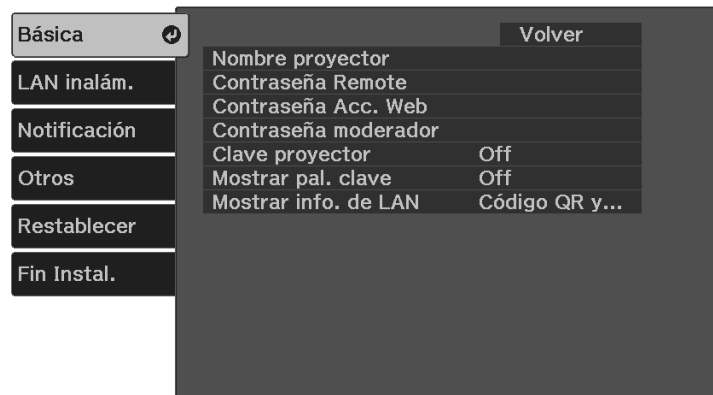 Básica
LAN inalám.
Notificación
Otros
Restablecer
Fin Instal.
Volver
Nombre proyector
Contraseña Remote
Contraseña Acc. Web
Contraseña moderador
Clave proyector Off
Mostrar pal. clave Off
Mostrar info. de LAN Código QR y...